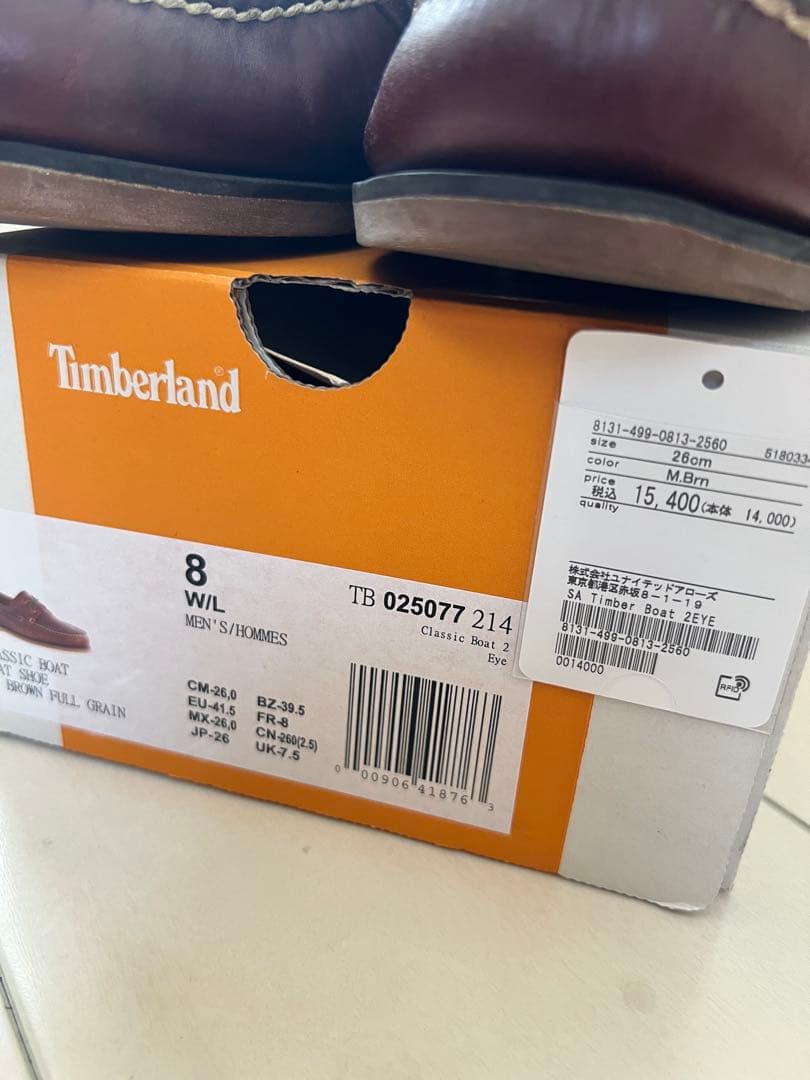 Timberland®
8131-499-0813-2560
size 26cm
color M.Brn
price
税込 15,400(本体 14,000)
quality
株式会社ユナイテッドアローズ
東京都港区赤坂8-1-19
SA Timber Boat 2EYE
8131-499-0813-2560
0014000
RFID
8
W/L
MEN'S/HOMMES
TB 025077 214
Classic Boat 2
Eye
BOAT
SHOE
BROWN FULL GRAIN
CM-26,0 BZ-39.5
EU-41.5 FR-8
MX-26,0 CN-260(2.5)
JP-26 UK-7.5
0 00906 41876 3